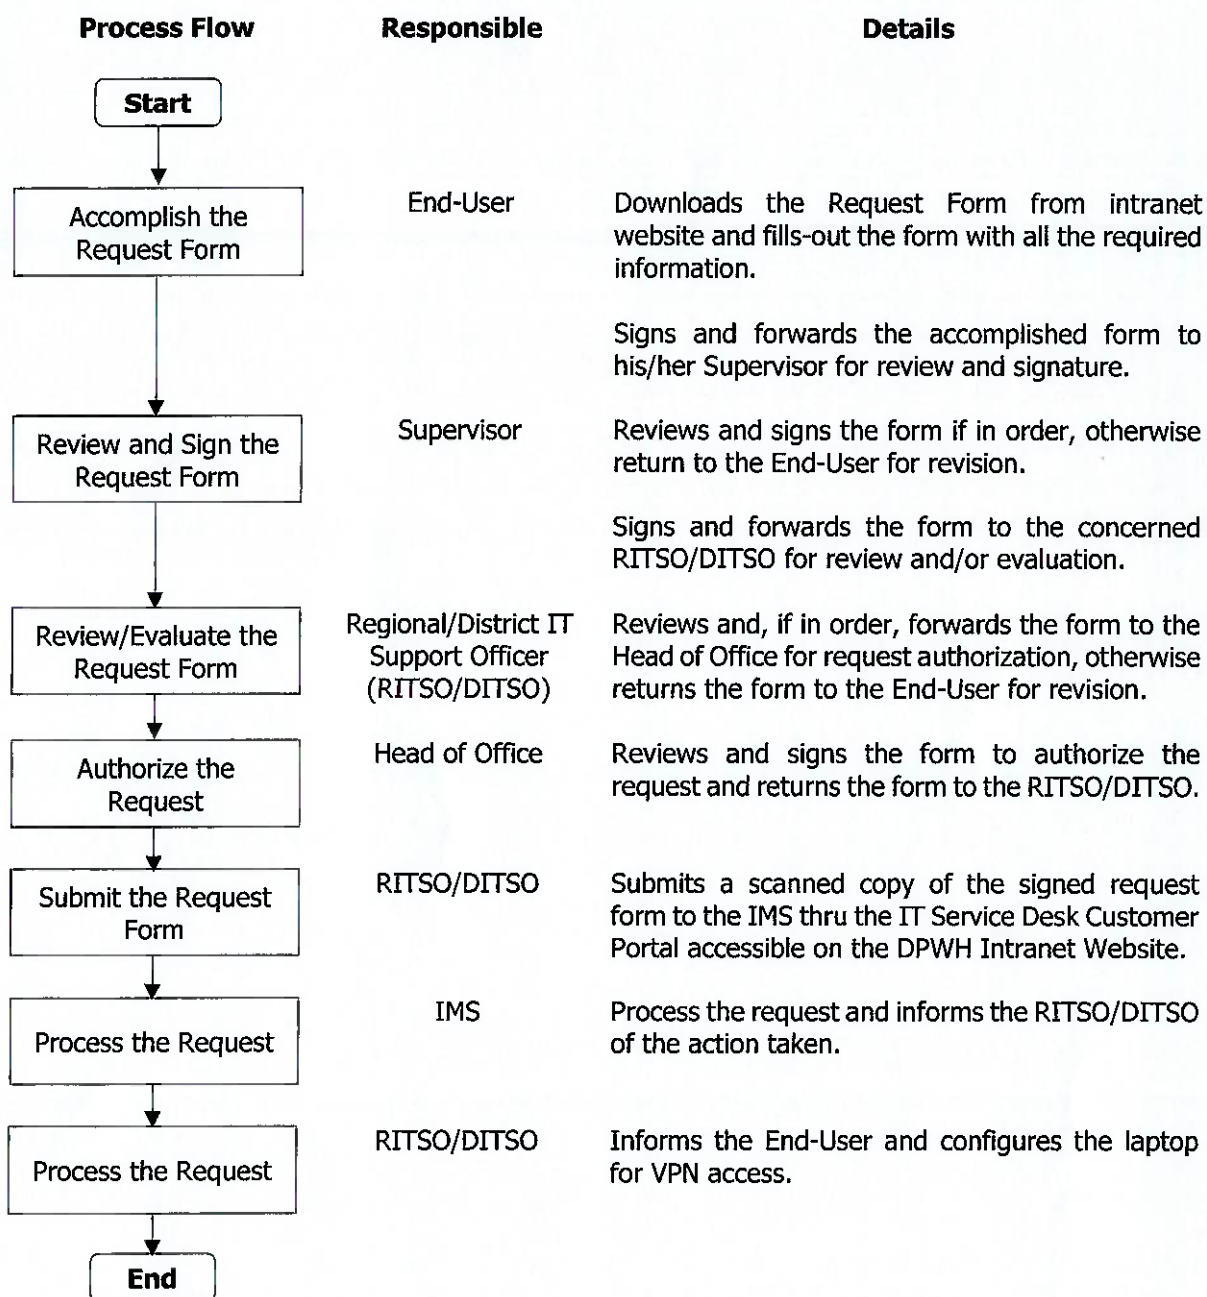 Process Flow Responsible Details
Start
Accomplish the
Request Form
End-User
Downloads the Request Form from intranet
website and fills-out the form with all the required
information.
Signs and forwards the accomplished form to
his/her Supervisor for review and signature.
Review and Sign the
Request Form
Supervisor
Reviews and signs the form if in order, otherwise
return to the End-User for revision.
Signs and forwards the form to the concerned
RITSO/DITSO for review and/or evaluation.
Review/Evaluate the
Request Form
Regional/District IT
Support Officer
(RITSO/DITSO)
Reviews and, if in order, forwards the form to the
Head of Office for request authorization, otherwise
returns the form to the End-User for revision.
Authorize the
Request
Head of Office
Reviews and signs the form to authorize the
request and returns the form to the RITSO/DITSO.
Submit the Request
Form
RITSO/DITSO
Submits a scanned copy of the signed request
form to the IMS thru the IT Service Desk Customer
Portal accessible on the DPWH Intranet Website.
Process the Request
IMS
Process the request and informs the RITSO/DITSO
of the action taken.
Process the Request
RITSO/DITSO
Informs the End-User and configures the laptop
for VPN access.
End